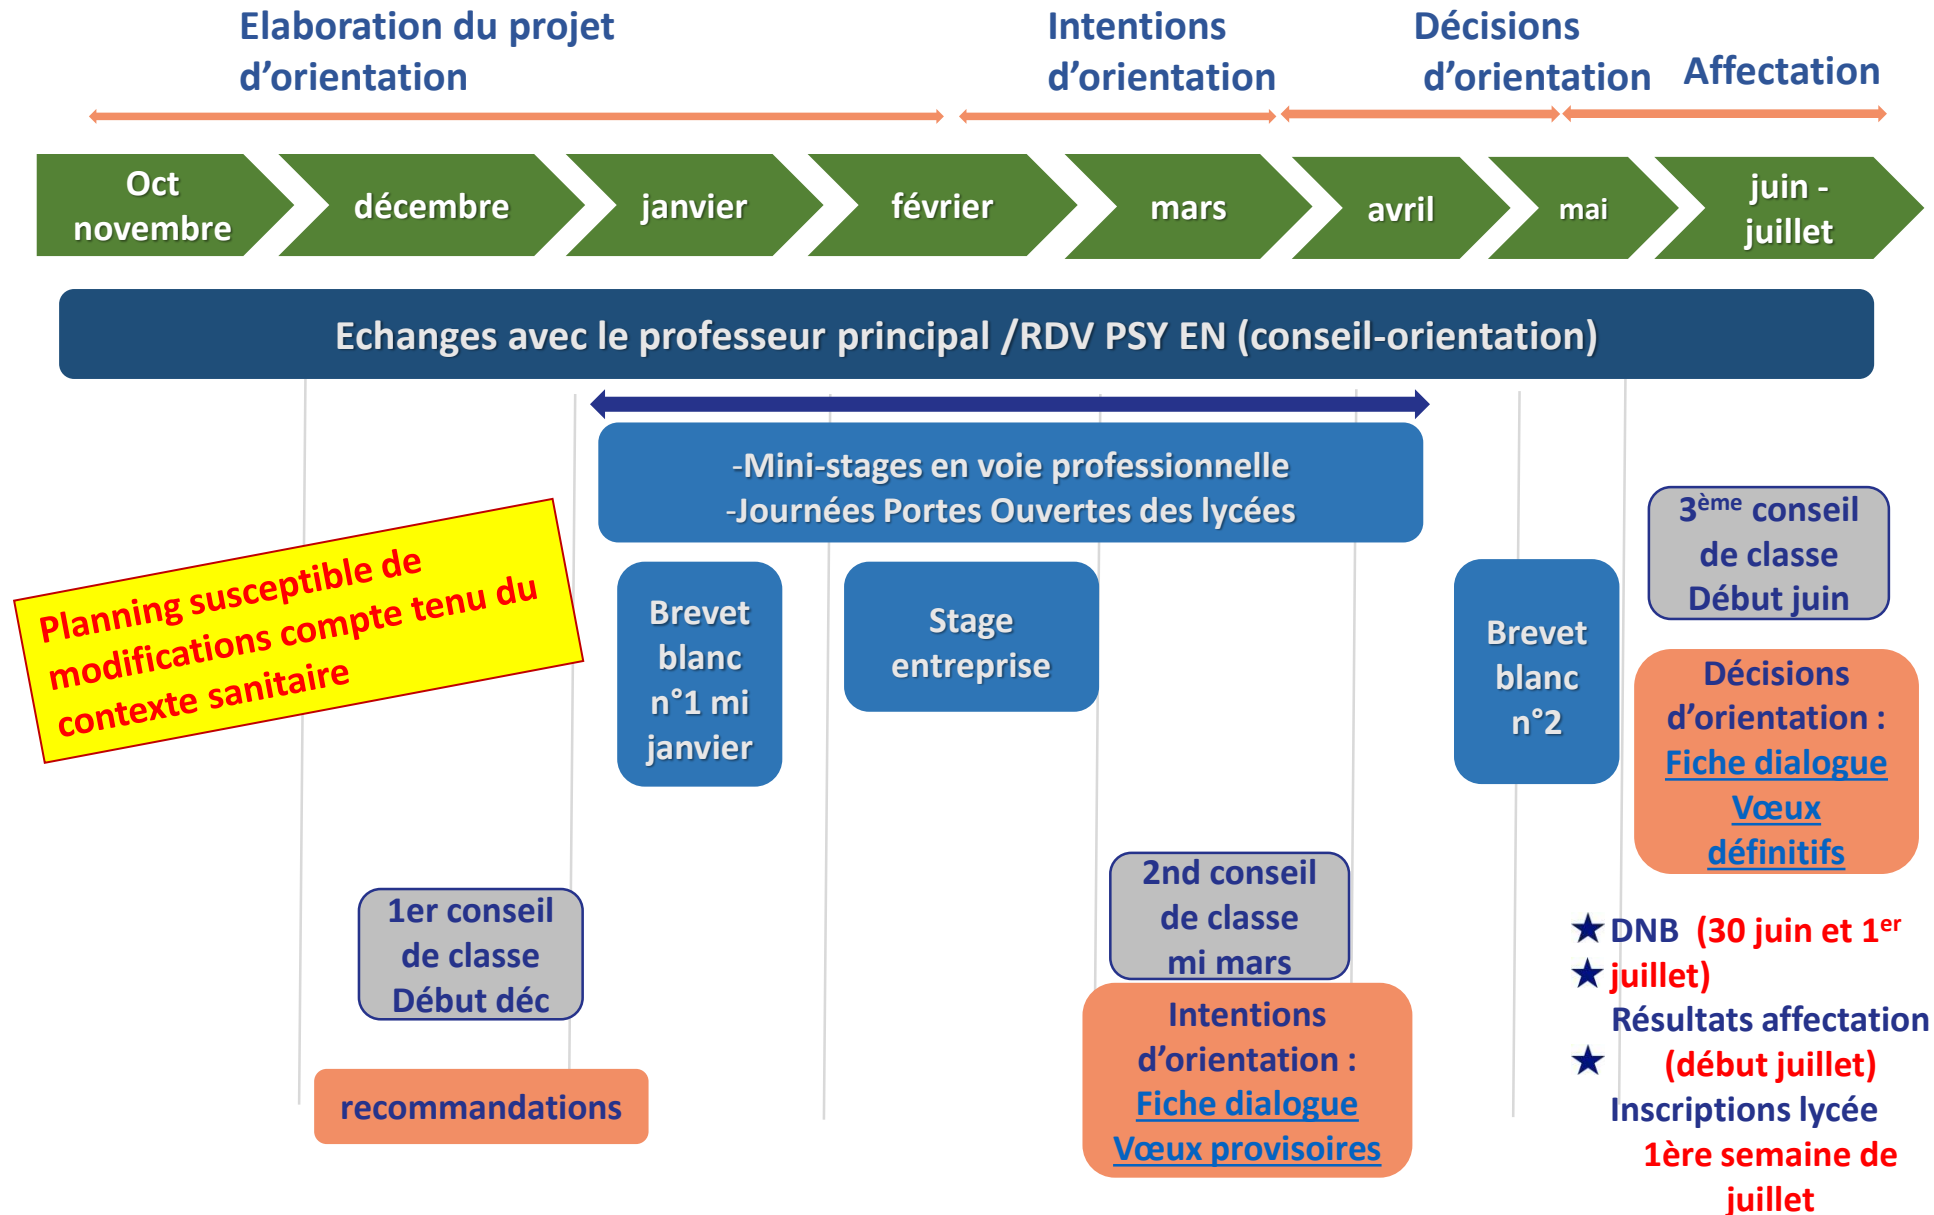 Elaboration du projet
d’orientation
Intentions
d’orientation
Décisions
d’orientation
Affectation
Oct
novembre
décembre
janvier
février
mars
avril
mai
juin -
juillet
Echanges avec le professeur principal /RDV PSY EN (conseil-orientation)
-Mini-stages en voie professionnelle
-Journées Portes Ouvertes des lycées
Planning susceptible de
modifications compte tenu du
contexte sanitaire
Brevet
blanc
n°1 mi
janvier
Stage
entreprise
Brevet
blanc
n°2
3ème conseil
de classe
Début juin
Décisions
d’orientation :
Fiche dialogue
Vœux
définitifs
1er conseil
de classe
Début déc
recommandations
2nd conseil
de classe
mi mars
Intentions
d’orientation :
Fiche dialogue
Vœux provisoires
DNB (30 juin et 1er
juillet)
Résultats affectation
(début juillet)
Inscriptions lycée
1ère semaine de
juillet